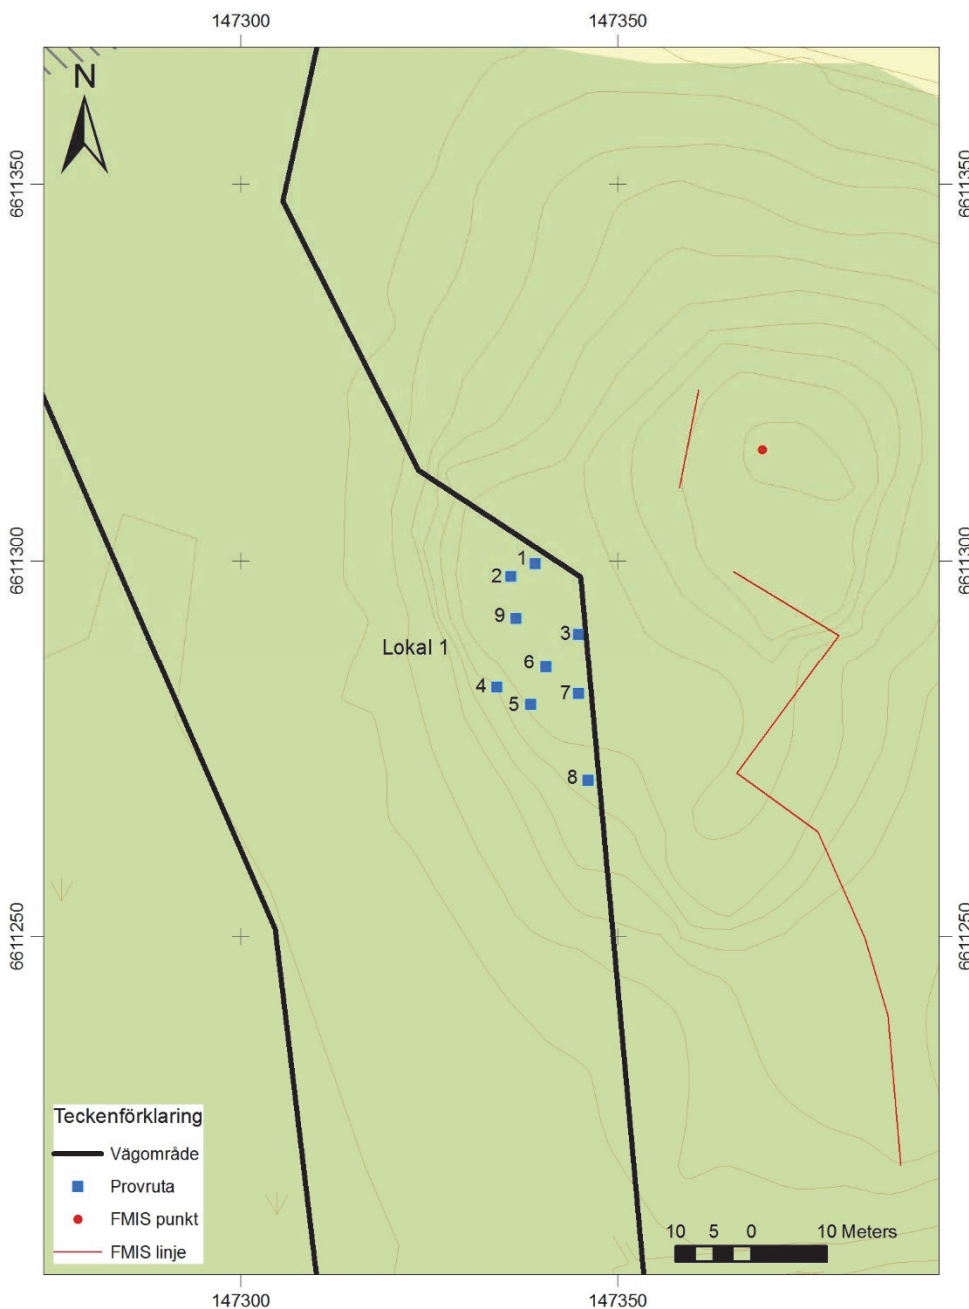 147300 147350
N
6611350 6611350
6611300 6611300
1
2
9
3
Lokal 1
6
4
7
5
8
6611250 6611250
Teckenförklaring
Vägområde
Provruta
FMIS punkt
FMIS linje
10 5 0 10 Meters
147300 147350